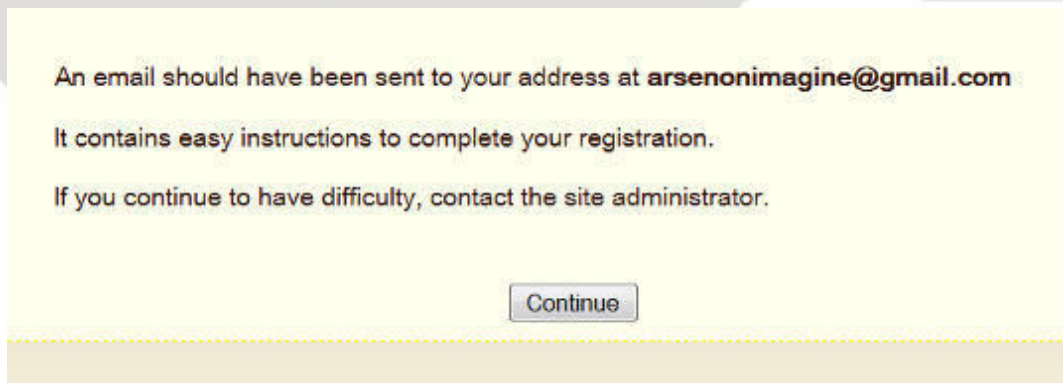 An email should have been sent to your address at arsenonimagine@gmail.com
It contains easy instructions to complete your registration.
If you continue to have difficulty, contact the site administrator.
Continue